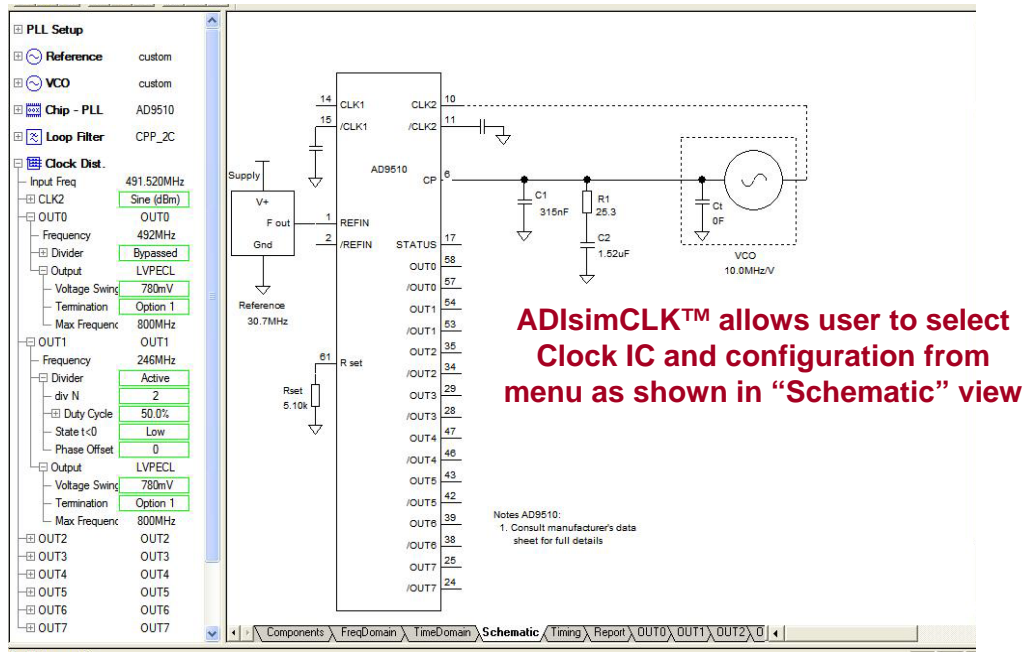 PLL Setup
Reference custom
VCO custom
Chip - PLL AD9510
Loop Filter CPP_2C
Clock Dist.
Input Freq 491.520MHz
CLK2 Sine (dBm)
OUT0 OUT0
Frequency 492MHz
Divider Bypassed
Output LVPECL
Voltage Swing 780mV
Termination Option 1
Max Frequenc 800MHz
OUT1 OUT1
Frequency 246MHz
Divider Active
div N 2
Duty Cycle 50.0%
State t<0 Low
Phase Offset 0
Output LVPECL
Voltage Swing 780mV
Termination Option 1
Max Frequenc 800MHz
OUT2 OUT2
OUT3 OUT3
OUT4 OUT4
OUT5 OUT5
OUT6 OUT6
OUT7 OUT7
Supply
V+
F out
Gnd
Reference
30.7MHz
14 CLK1
15 /CLK1
1 REFIN
2 /REFIN
61 R set
Rset
5.10k
AD9510
CLK2 10
/CLK2 11
CP 6
STATUS 17
OUT0 58
/OUT0 57
OUT1 54
/OUT1 53
OUT2 35
/OUT2 34
OUT3 29
/OUT3 28
OUT4 47
/OUT4 46
OUT5 43
/OUT5 42
OUT6 39
/OUT6 38
OUT7 25
/OUT7 24
C1
315nF
R1
25.3
C2
1.52uF
Ct
0F
VCO
10.0MHz/V
ADIsimCLK™ allows user to select
Clock IC and configuration from
menu as shown in “Schematic” view
Notes AD9510:
1. Consult manufacturer's data
sheet for full details
Components FreqDomain TimeDomain Schematic Timing Report OUT0 OUT1 OUT2 O